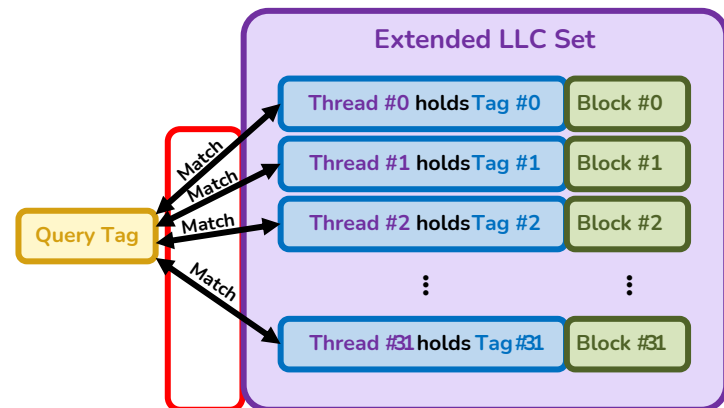 Extended LLC Set
Thread #0 holds Tag #0 Block #0
Match
Thread #1 holds Tag #1 Block #1
Match
Thread #2 holds Tag #2 Block #2
Match
Query Tag
Match
Thread #31 holds Tag #31 Block #31